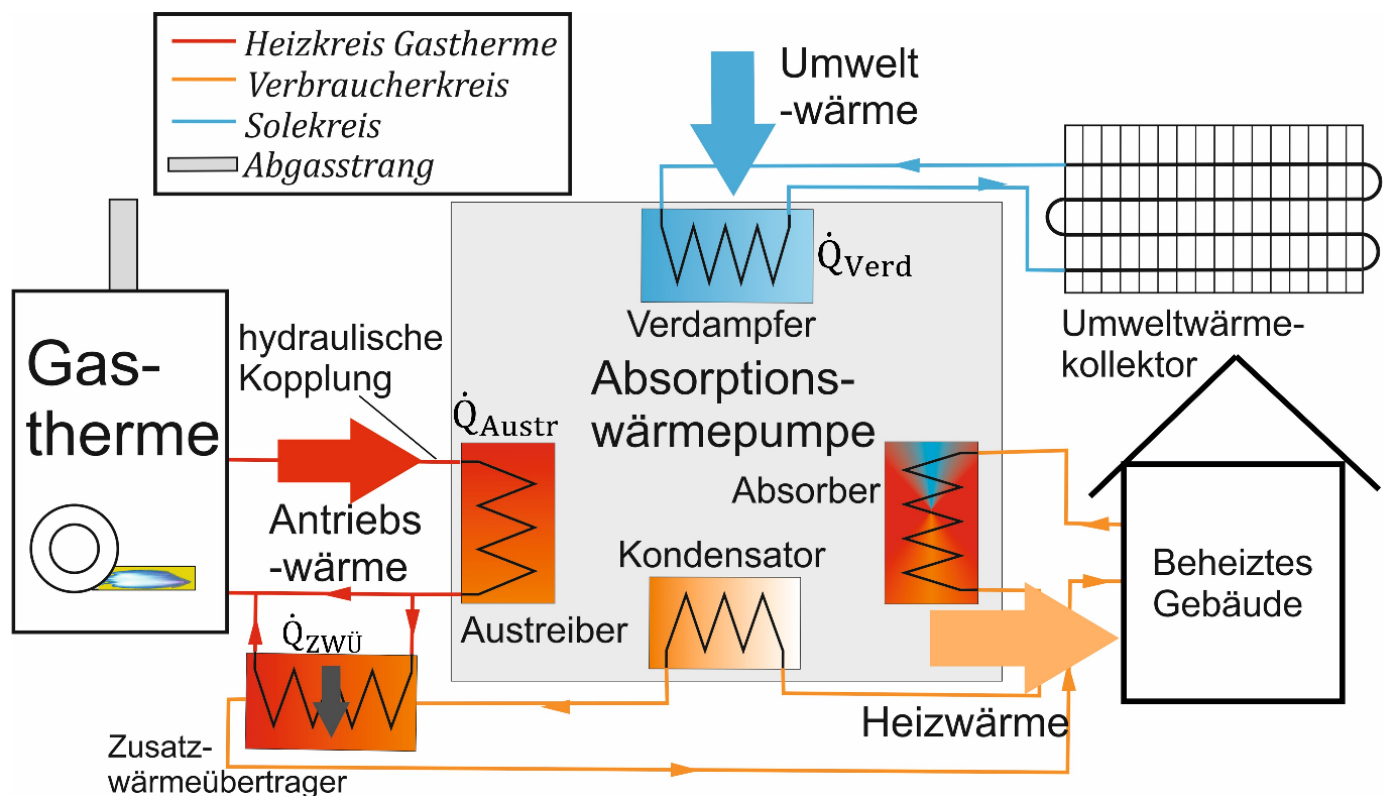 Heizkreis Gastherme
Verbraucherkreis
Solekreis
Abgasstrang
Umwelt
-wärme
Q̇Verd
Verdampfer
Umweltwärme-
kollektor
Gas-
therme
hydraulische
Kopplung
Q̇Austr
Absorptions-
wärmepumpe
Absorber
Antriebs
-wärme
Kondensator
Austreiber
Beheiztes
Gebäude
Q̇ZWÜ
Heizwärme
Zusatz-
wärmeübertrager